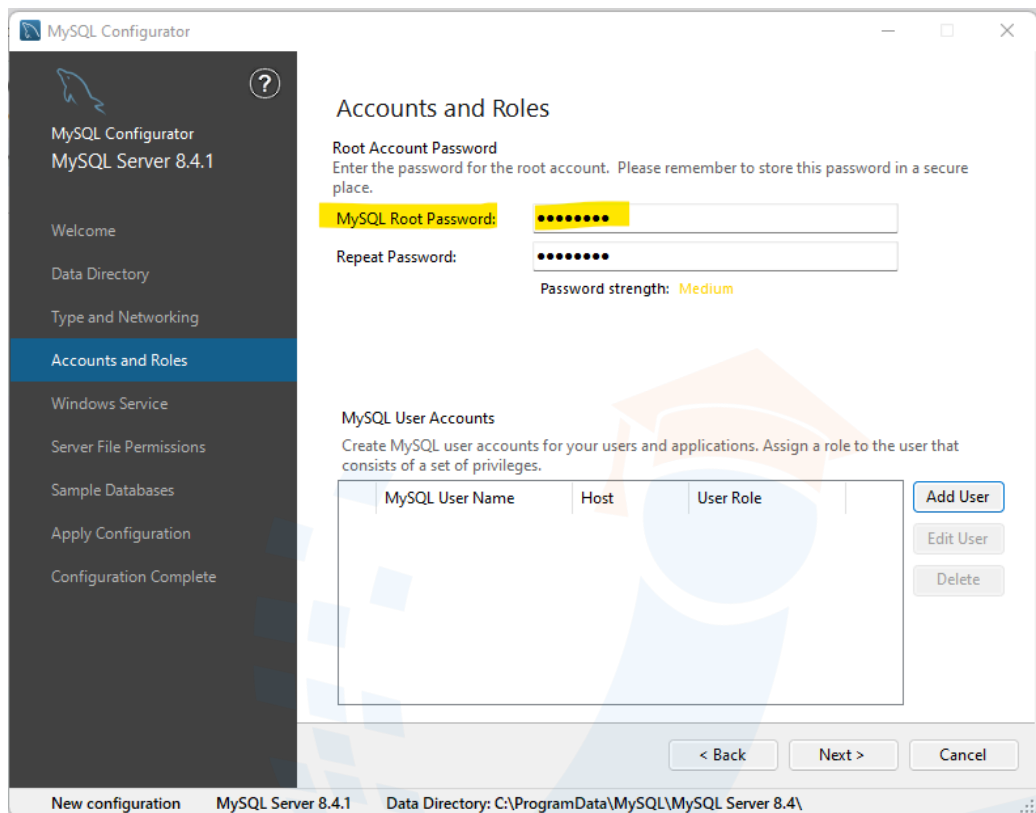 MySQL Configurator
?
MySQL Configurator
MySQL Server 8.4.1
Welcome
Data Directory
Type and Networking
Accounts and Roles
Windows Service
Server File Permissions
Sample Databases
Apply Configuration
Configuration Complete
Accounts and Roles
Root Account Password
Enter the password for the root account. Please remember to store this password in a secure
place.
MySQL Root Password: ●●●●●●●●
Repeat Password: ●●●●●●●●
Password strength: Medium
MySQL User Accounts
Create MySQL user accounts for your users and applications. Assign a role to the user that
consists of a set of privileges.
MySQL User Name Host User Role
Add User
Edit User
Delete
< Back Next > Cancel
New configuration MySQL Server 8.4.1 Data Directory: C:\ProgramData\MySQL\MySQL Server 8.4\